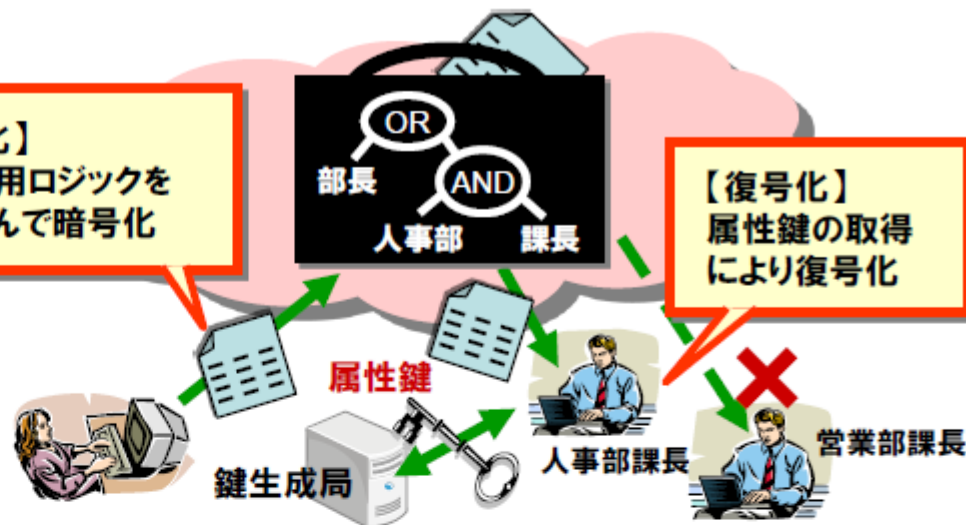 化】
用ロジックを
んで暗号化
OR
部長
AND
人事部
課長
【復号化】
属性鍵の取得
により復号化
属性鍵
鍵生成局
人事部課長
営業部課長